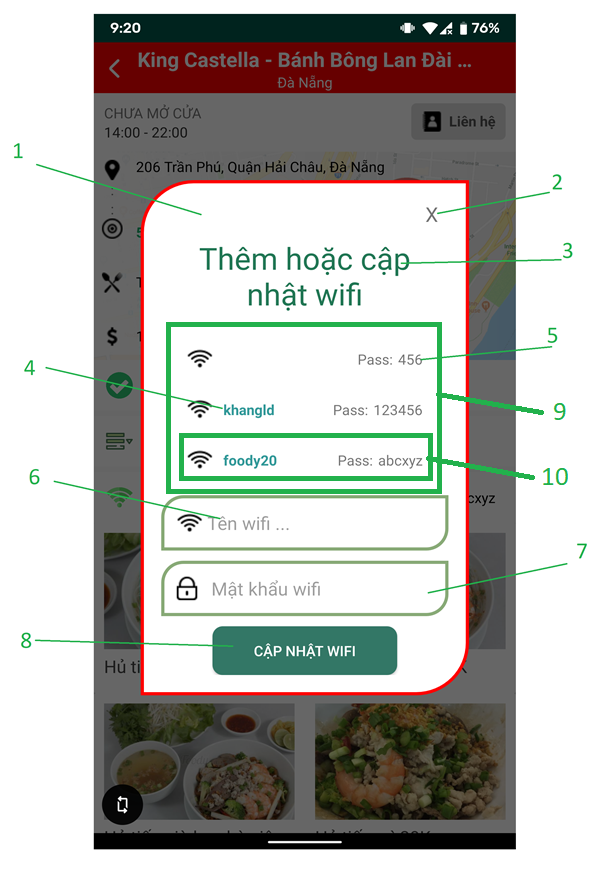 9:20
76%
King Castella - Bánh Bông Lan Đài ...
Đà Nẵng
CHƯA MỞ CỬA
14:00 - 22:00
Liên hệ
1
206 Trần Phú, Quận Hải Châu, Đà Nẵng
2
X
3
Thêm hoặc cập
nhật wifi
5
Pass: 456
4
khangld
Pass: 123456
9
foody20
Pass: abcxyz
10
6
Tên wifi ...
cxyz
7
Mật khẩu wifi
8
CẬP NHẬT WIFI
Hủ ti